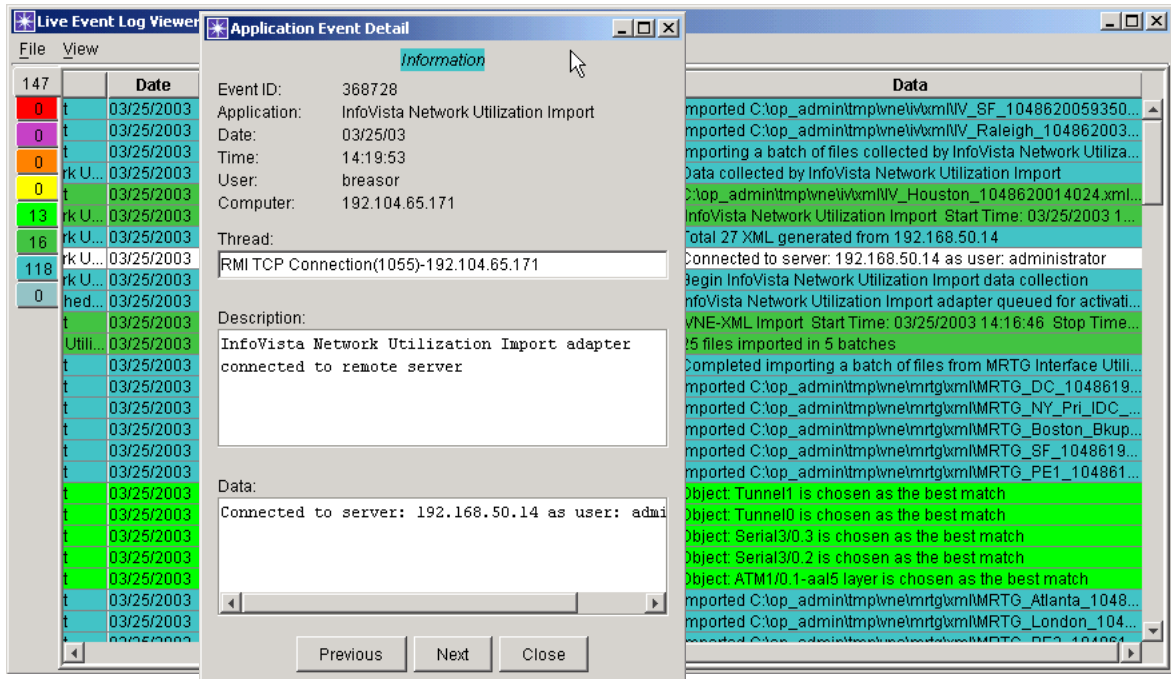 Live Event Log Viewer
File View
147
0
0
0
0
13
16
118
0
Date
t 03/25/2003
t 03/25/2003
t 03/25/2003
rk U... 03/25/2003
t 03/25/2003
rk U... 03/25/2003
rk U... 03/25/2003
rk U... 03/25/2003
rk U... 03/25/2003
hed... 03/25/2003
t 03/25/2003
Utili... 03/25/2003
t 03/25/2003
t 03/25/2003
t 03/25/2003
t 03/25/2003
t 03/25/2003
t 03/25/2003
t 03/25/2003
t 03/25/2003
t 03/25/2003
t 03/25/2003
t 03/25/2003
t 03/25/2003
t 03/25/2003
03/25/2003
Application Event Detail
Information
Event ID: 368728
Application: InfoVista Network Utilization Import
Date: 03/25/03
Time: 14:19:53
User: breasor
Computer: 192.104.65.171
Thread:
RMI TCP Connection(1055)-192.104.65.171
Description:
InfoVista Network Utilization Import adapter
connected to remote server
Data:
Connected to server: 192.168.50.14 as user: admi
Previous Next Close
Data
mported C:\op_admin\tmp\vne\iv\xml\IV_SF_1048620059350...
mported C:\op_admin\tmp\vne\iv\xml\IV_Raleigh_104862003...
mporting a batch of files collected by InfoVista Network Utiliza...
Data collected by InfoVista Network Utilization Import
C:\op_admin\tmp\vne\iv\xml\IV_Houston_1048620014024.xml...
InfoVista Network Utilization Import Start Time: 03/25/2003 1...
Total 27 XML generated from 192.168.50.14
Connected to server: 192.168.50.14 as user: administrator
Begin InfoVista Network Utilization Import data collection
nfoVista Network Utilization Import adapter queued for activati...
VNE-XML Import Start Time: 03/25/2003 14:16:46 Stop Time...
25 files imported in 5 batches
Completed importing a batch of files from MRTG Interface Utili...
mported C:\op_admin\tmp\vne\mrtg\xml\MRTG_DC_1048619...
mported C:\op_admin\tmp\vne\mrtg\xml\MRTG_NY_Pri_IDC_...
mported C:\op_admin\tmp\vne\mrtg\xml\MRTG_Boston_Bkup...
mported C:\op_admin\tmp\vne\mrtg\xml\MRTG_SF_1048619...
mported C:\op_admin\tmp\vne\mrtg\xml\MRTG_PE1_104861...
Object: Tunnel1 is chosen as the best match
Object: Tunnel0 is chosen as the best match
Object: Serial3/0.3 is chosen as the best match
Object: Serial3/0.2 is chosen as the best match
Object: ATM1/0.1-aal5 layer is chosen as the best match
mported C:\op_admin\tmp\vne\mrtg\xml\MRTG_Atlanta_1048...
mported C:\op_admin\tmp\vne\mrtg\xml\MRTG_London_104...